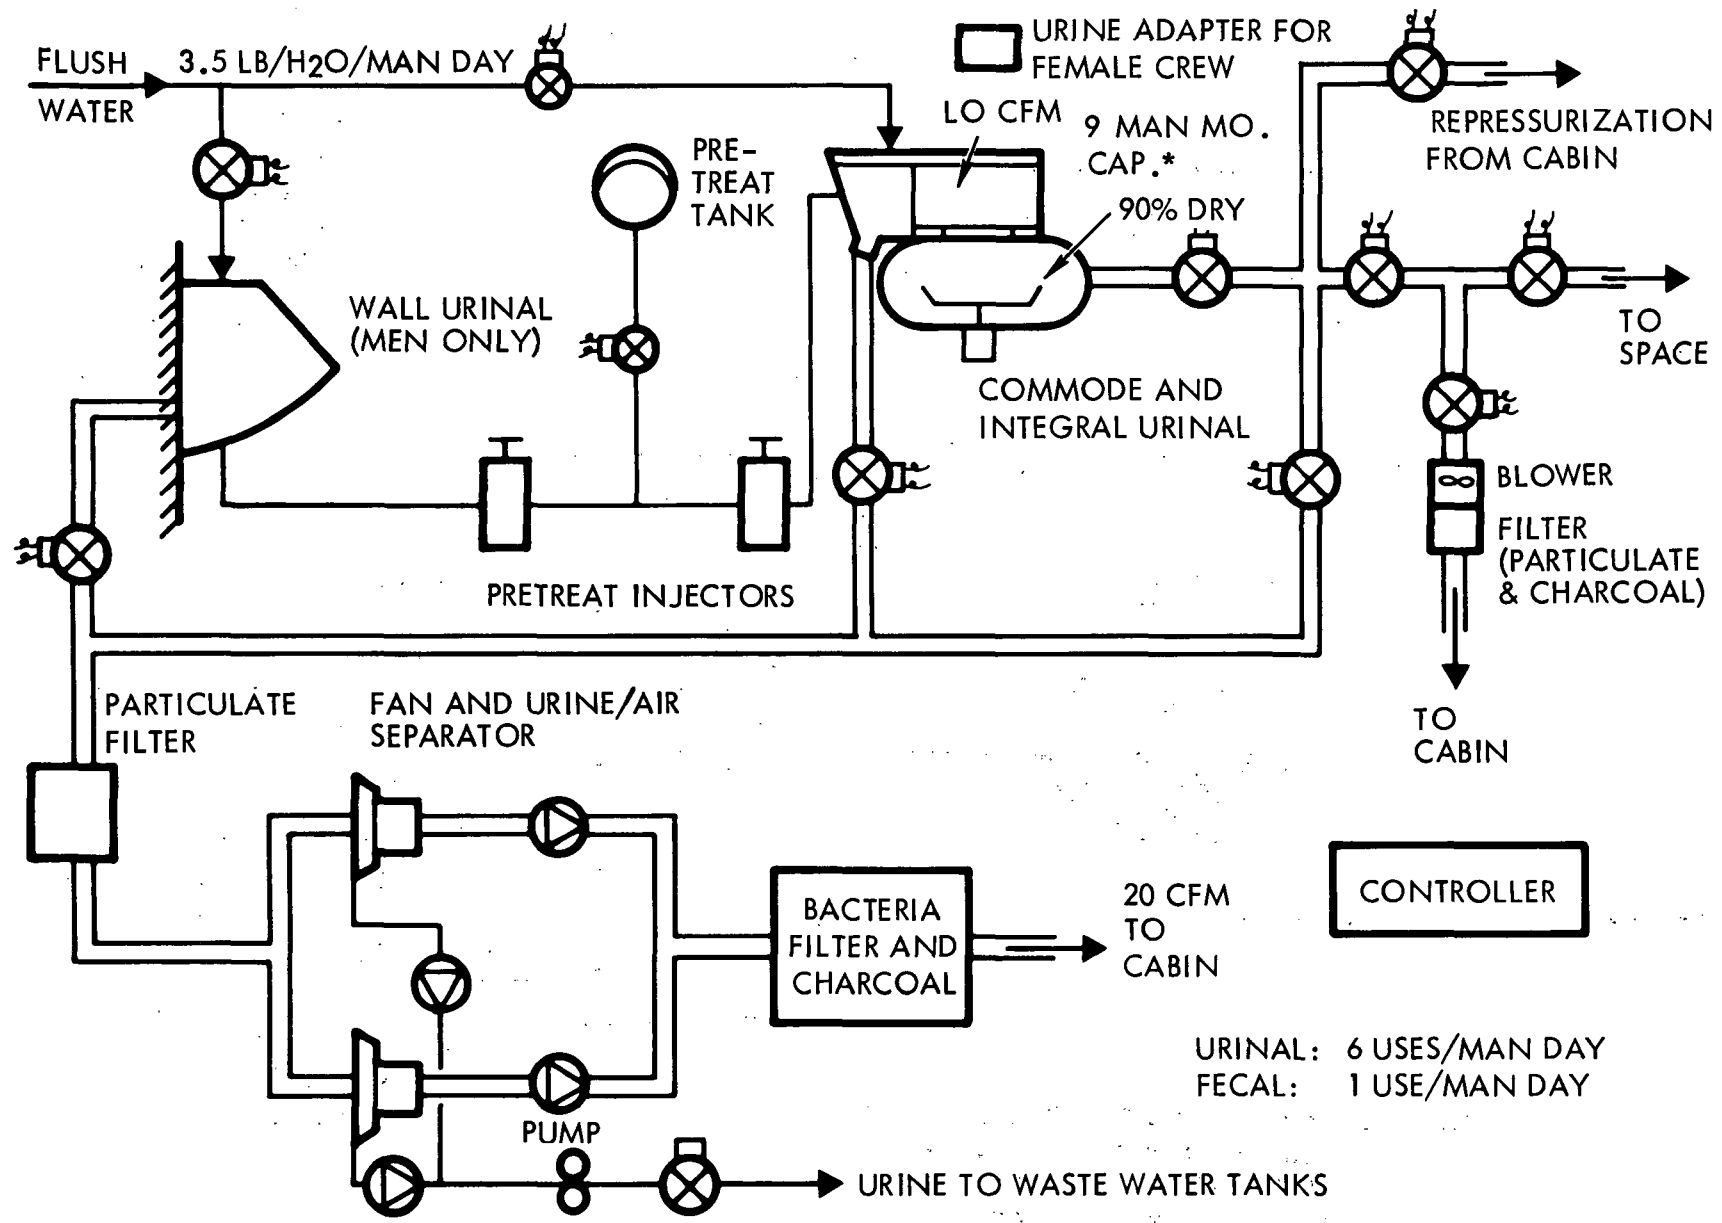 FLUSH
WATER
3.5 LB/H2O/MAN DAY
URINE ADAPTER FOR
FEMALE CREW
LO CFM
9 MAN MO.
CAP.*
90% DRY
REPRESSURIZATION
FROM CABIN
PRE-
TREAT
TANK
WALL URINAL
(MEN ONLY)
TO
SPACE
COMMODE AND
INTEGRAL URINAL
BLOWER
FILTER
(PARTICULATE
& CHARCOAL)
PRETREAT INJECTORS
TO
CABIN
PARTICULATE
FILTER
FAN AND URINE/AIR
SEPARATOR
BACTERIA
FILTER AND
CHARCOAL
20 CFM
TO
CABIN
CONTROLLER
URINAL: 6 USES/MAN DAY
FECAL: 1 USE/MAN DAY
PUMP
URINE TO WASTE WATER TANKS